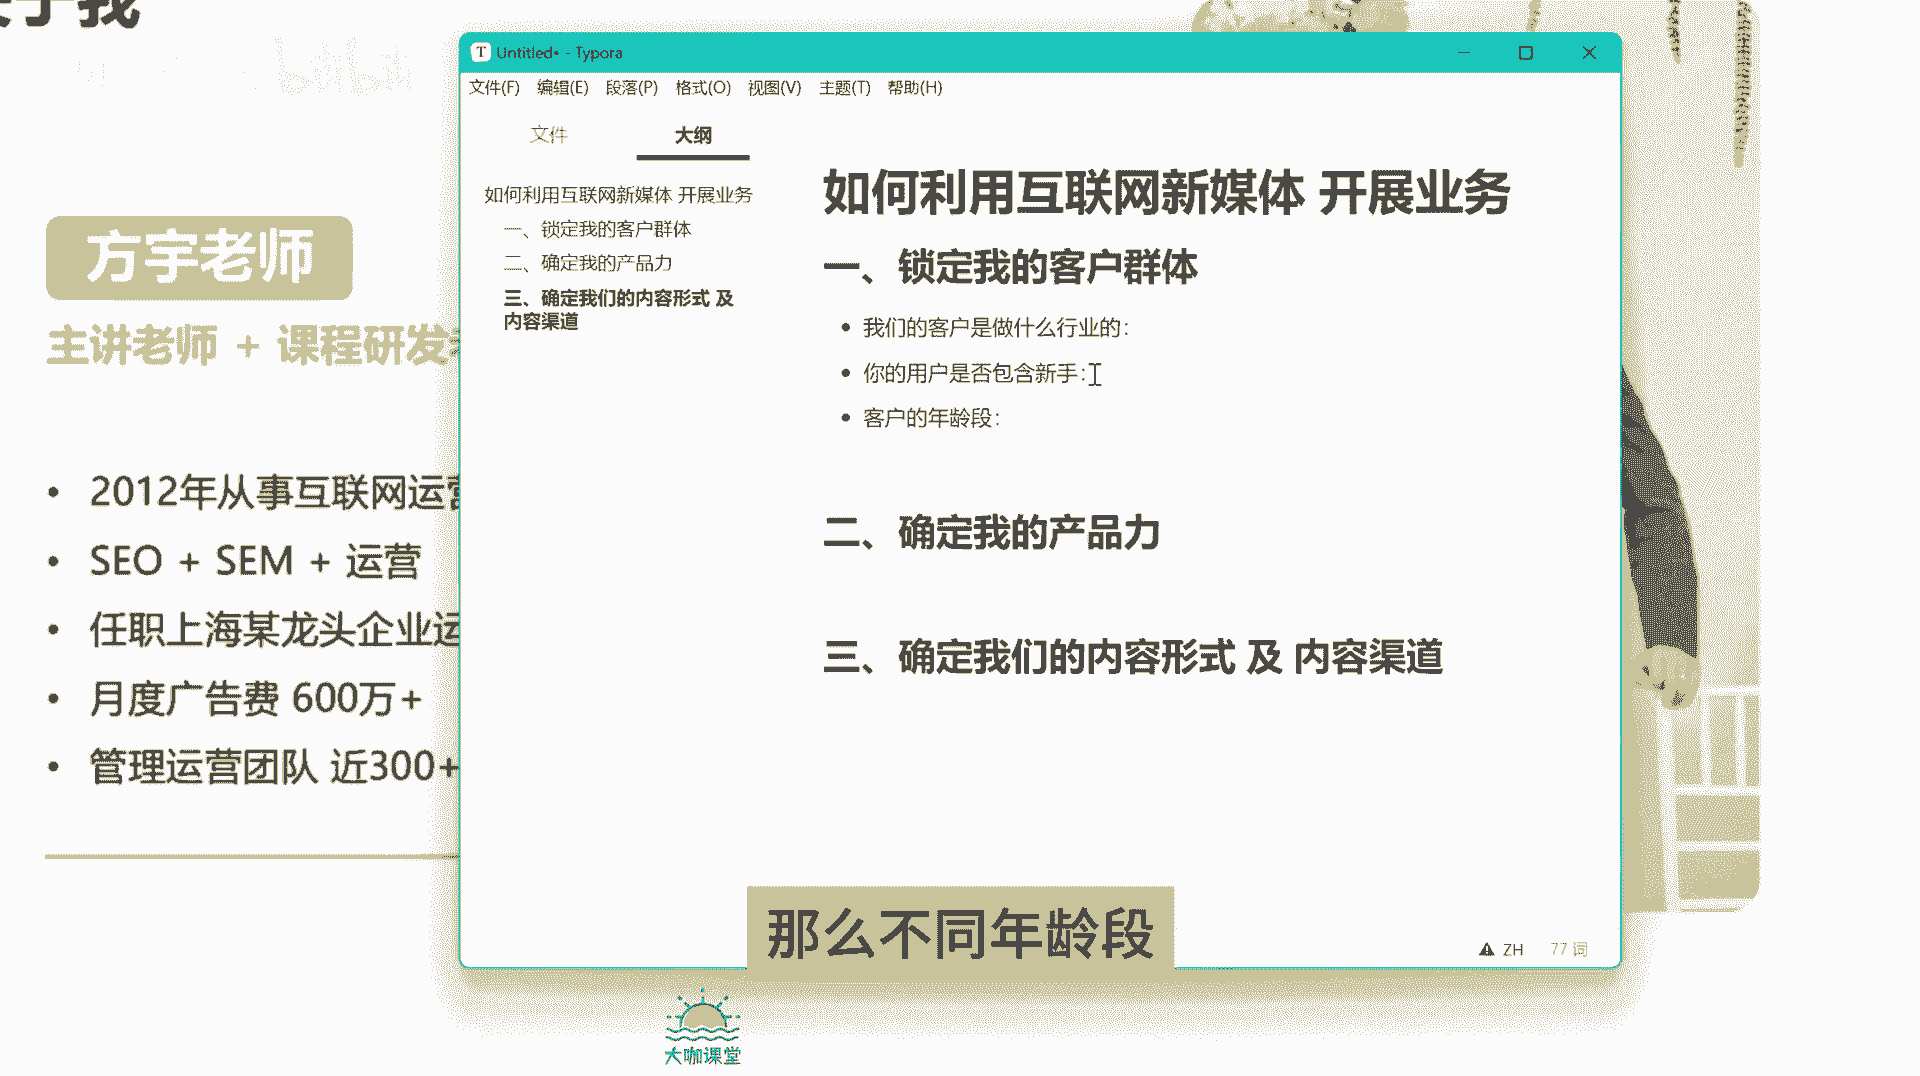 于我
bilibili
方宇老师
主讲老师 + 课程研发
2012年从事互联网运营
SEO + SEM + 运营
任职上海某龙头企业运
月度广告费 600万+
管理运营团队 近300+
Untitled• - Typora
文件(F) 编辑(E) 段落(P) 格式(O) 视图(V) 主题(T) 帮助(H)
文件 大纲
如何利用互联网新媒体 开展业务
一、锁定我的客户群体
二、确定我的产品力
三、确定我们的内容形式 及
内容渠道
如何利用互联网新媒体 开展业务
一、锁定我的客户群体
我们的客户是做什么行业的：
你的用户是否包含新手：
客户的年龄段：
二、确定我的产品力
三、确定我们的内容形式 及 内容渠道
ZH 77 词
那么不同年龄段
大咖课堂